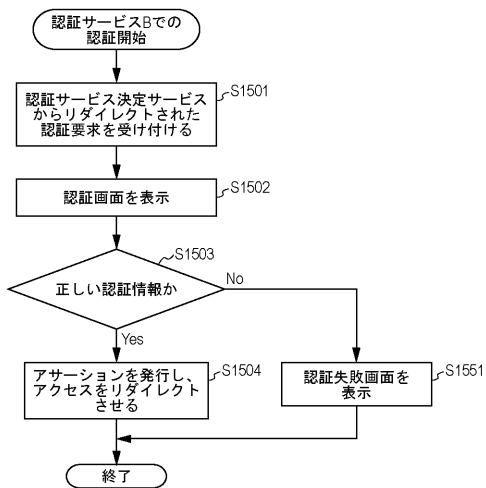 認証サービスBでの
認証開始
S1501
認証サービス決定サービス
からリダイレクトされた
認証要求を受け付ける
S1502
認証画面を表示
S1503
正しい認証情報か
No
Yes
S1504
アサーションを発行し、
アクセスをリダイレクト
させる
S1551
認証失敗画面を
表示
終了